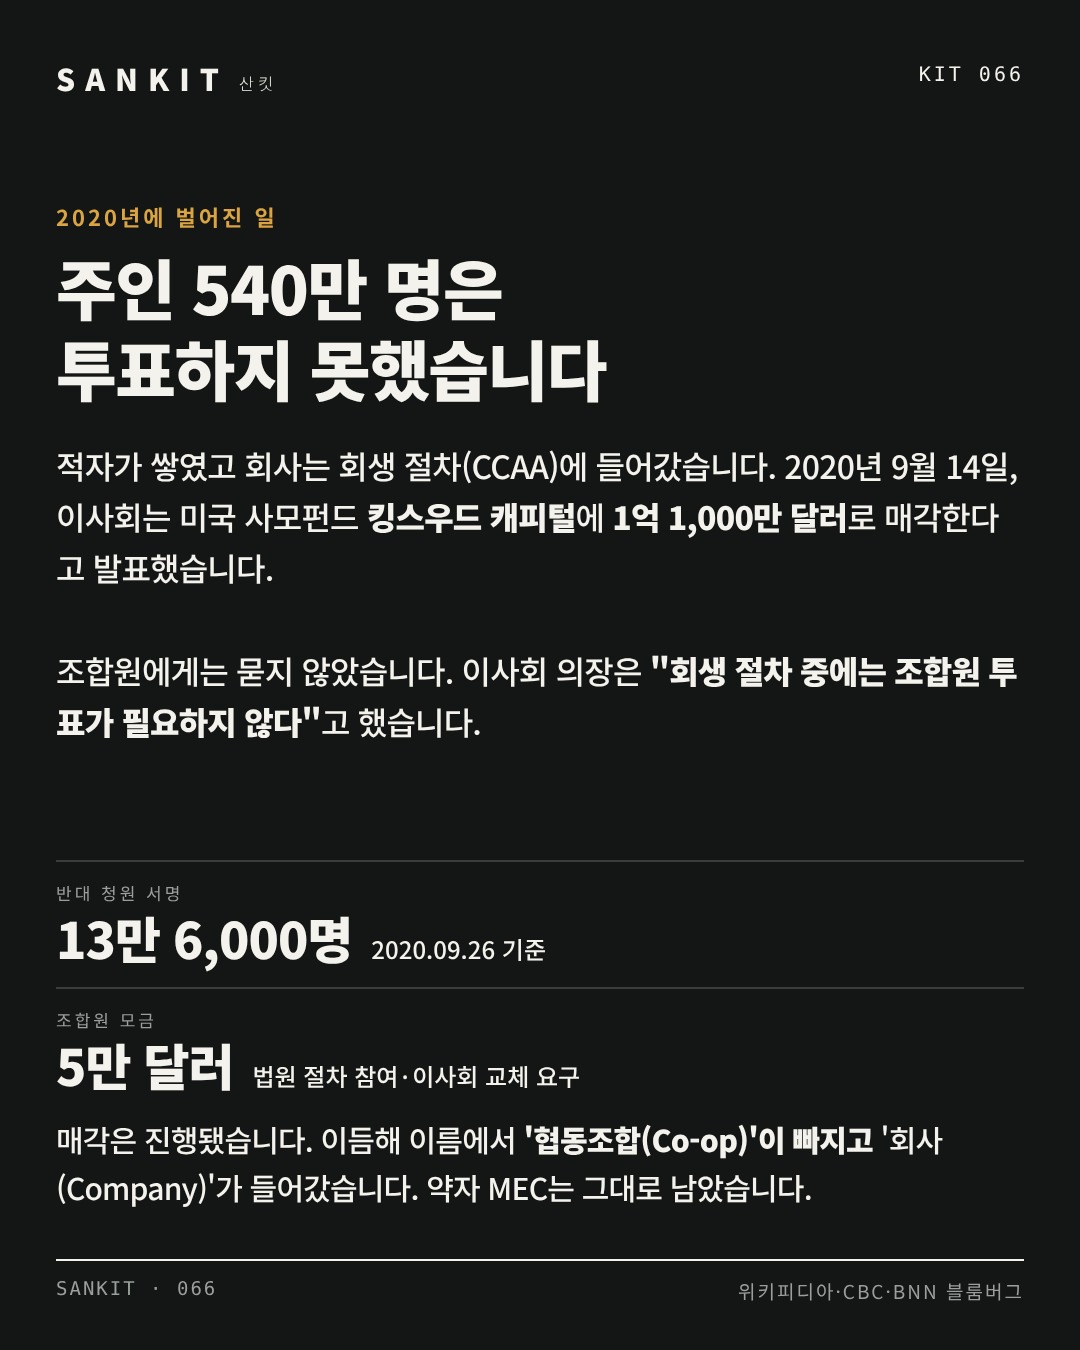 SANKIT 산킷
KIT 066
2020년에 벌어진 일
주인 540만 명은
투표하지 못했습니다
적자가 쌓였고 회사는 회생 절차(CCAA)에 들어갔습니다. 2020년 9월 14일,
이사회는 미국 사모펀드 킹스우드 캐피털에 1억 1,000만 달러로 매각한다
고 발표했습니다.
조합원에게는 묻지 않았습니다. 이사회 의장은 "회생 절차 중에는 조합원 투
표가 필요하지 않다"고 했습니다.
반대 청원 서명
13만 6,000명 2020.09.26 기준
조합원 모금
5만 달러 법원 절차 참여·이사회 교체 요구
매각은 진행됐습니다. 이듬해 이름에서 '협동조합(Co-op)'이 빠지고 '회사
(Company)'가 들어갔습니다. 약자 MEC는 그대로 남았습니다.
SANKIT · 066
위키피디아·CBC·BNN 블룸버그